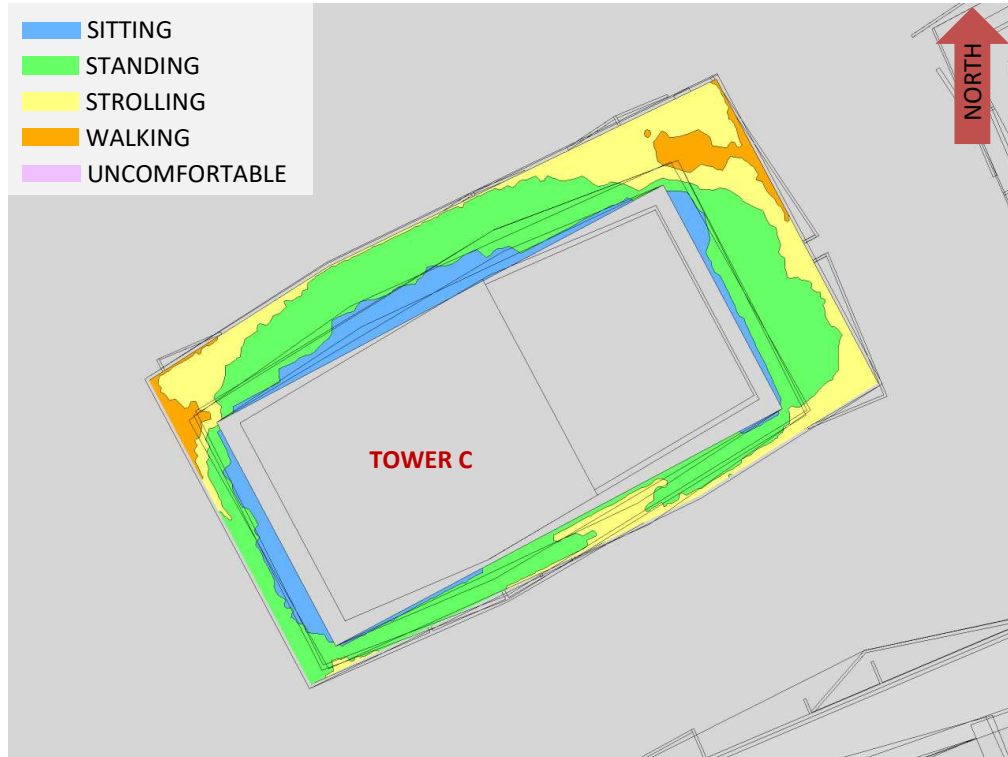 SITTING
STANDING
STROLLING
WALKING
UNCOMFORTABLE
NORTH
TOWER C